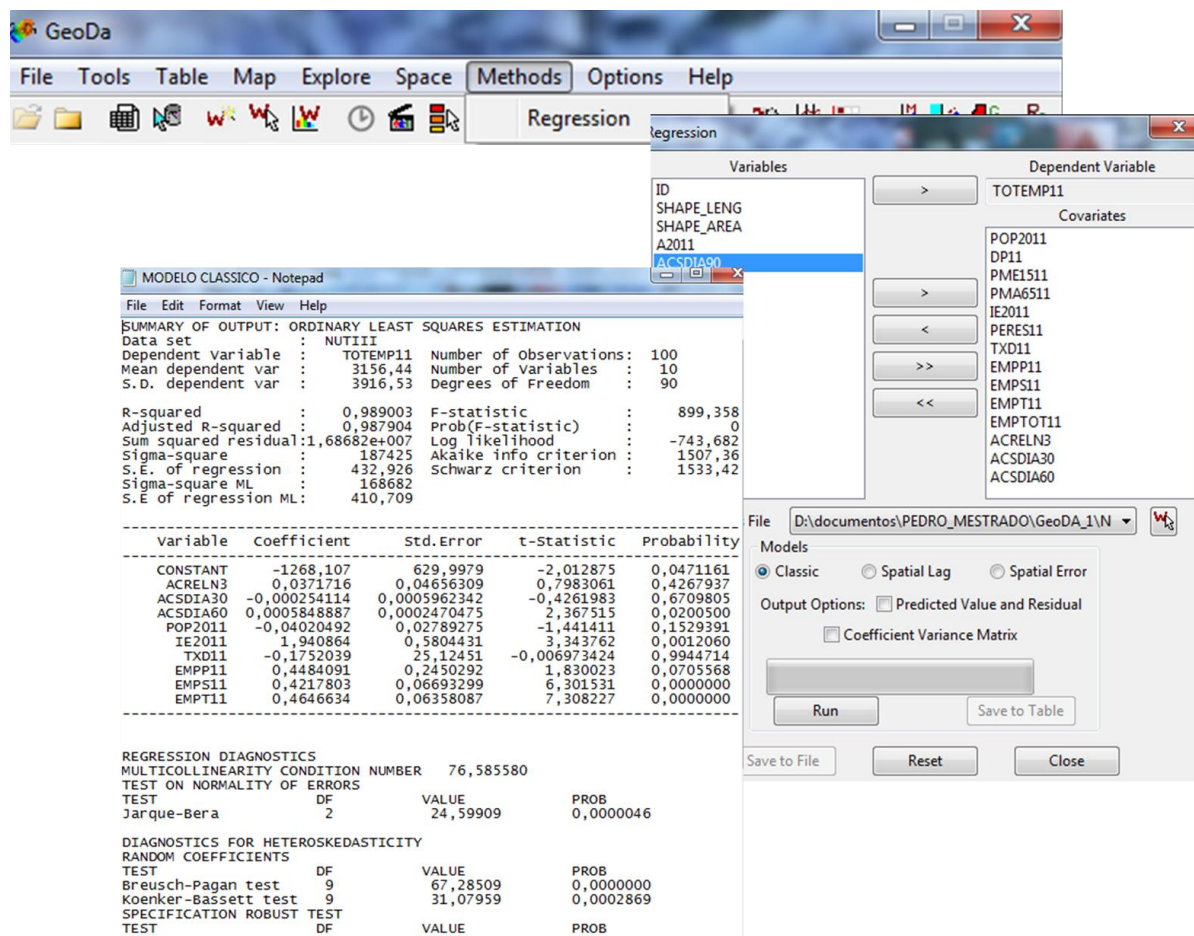 GeoDa
File Tools Table Map Explore Space Methods Options Help
Regression
Regression
Variables
ID
SHAPE_LENG
SHAPE_AREA
A2011
ACSDIA90
>
>
<
>>
<<
Dependent Variable
TOTEMP11
Covariates
POP2011
DP11
PME1511
PMA6511
IE2011
PERES11
TXD11
EMPP11
EMPS11
EMPT11
EMPTOT11
ACRELN3
ACSDIA30
ACSDIA60
File D:\documentos\PEDRO_MESTRADO\GeoDA_1\N
Models
Classic Spatial Lag Spatial Error
Output Options: Predicted Value and Residual
Coefficient Variance Matrix
Run Save to Table
Save to File Reset Close
MODELO CLASSICO - Notepad
File Edit Format View Help
SUMMARY OF OUTPUT: ORDINARY LEAST SQUARES ESTIMATION
Data set : NUTIII
Dependent Variable : TOTEMP11 Number of Observations: 100
Mean dependent var : 3156,44 Number of Variables : 10
S.D. dependent var : 3916,53 Degrees of Freedom : 90
R-squared : 0,989003 F-statistic : 899,358
Adjusted R-squared : 0,987904 Prob(F-statistic) : 0
Sum squared residual:1,68682e+007 Log likelihood : -743,682
Sigma-square : 187425 Akaike info criterion : 1507,36
S.E. of regression : 432,926 Schwarz criterion : 1533,42
Sigma-square ML : 168682
S.E of regression ML: 410,709
Variable Coefficient Std.Error t-Statistic Probability
CONSTANT -1268,107 629,9979 -2,012875 0,0471161
ACRELN3 0,0371716 0,04656309 0,7983061 0,4267937
ACSDIA30 -0,000254114 0,0005962342 -0,4261983 0,6709805
ACSDIA60 0,0005848887 0,0002470475 2,367515 0,0200500
POP2011 -0,04020492 0,02789275 -1,441411 0,1529391
IE2011 1,940864 0,5804431 3,343762 0,0012060
TXD11 -0,1752039 25,12451 -0,006973424 0,9944714
EMPP11 0,4484091 0,2450292 1,830023 0,0705568
EMPS11 0,4217803 0,06693299 6,301531 0,0000000
EMPT11 0,4646634 0,06358087 7,308227 0,0000000
REGRESSION DIAGNOSTICS
MULTICOLLINEARITY CONDITION NUMBER 76,585580
TEST ON NORMALITY OF ERRORS
TEST DF VALUE PROB
Jarque-Bera 2 24,59909 0,0000046
DIAGNOSTICS FOR HETEROSKEDASTICITY
RANDOM COEFFICIENTS
TEST DF VALUE PROB
Breusch-Pagan test 9 67,28509 0,0000000
Koenker-Bassett test 9 31,07959 0,0002869
SPECIFICATION ROBUST TEST
TEST DF VALUE PROB